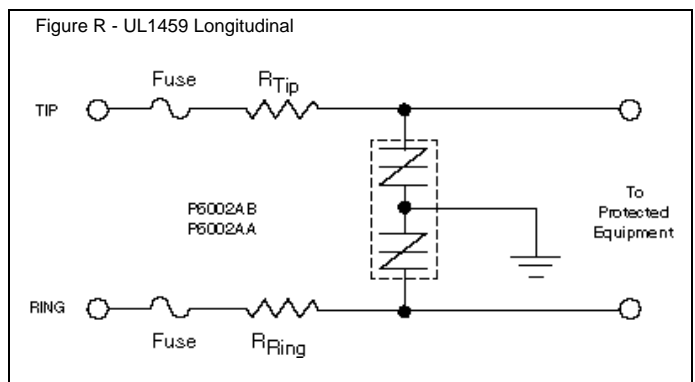 Figure R - UL1459 Longitudinal
Fuse
RTip
TIP
P6002AB
P6002AA
To
Protected
Equipment
RING
Fuse
RRing